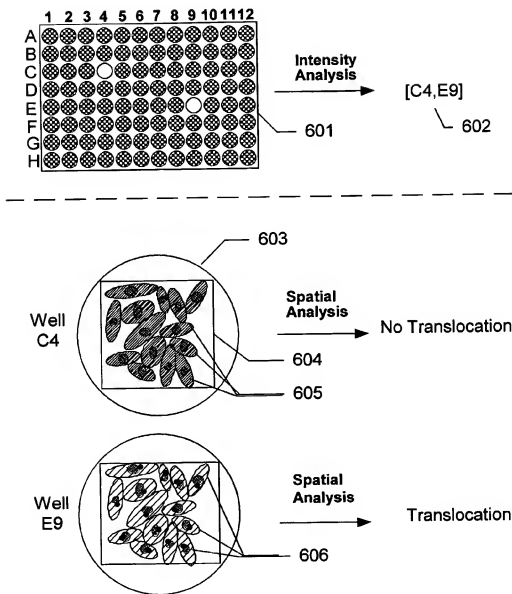 1 2 3 4 5 6 7 8 9 10 11 12
A
B
C
D
E
F
G
H
Intensity
Analysis
[C4,E9]
601
602
603
Well
C4
Spatial
Analysis
No Translocation
604
605
Well
E9
Spatial
Analysis
Translocation
606